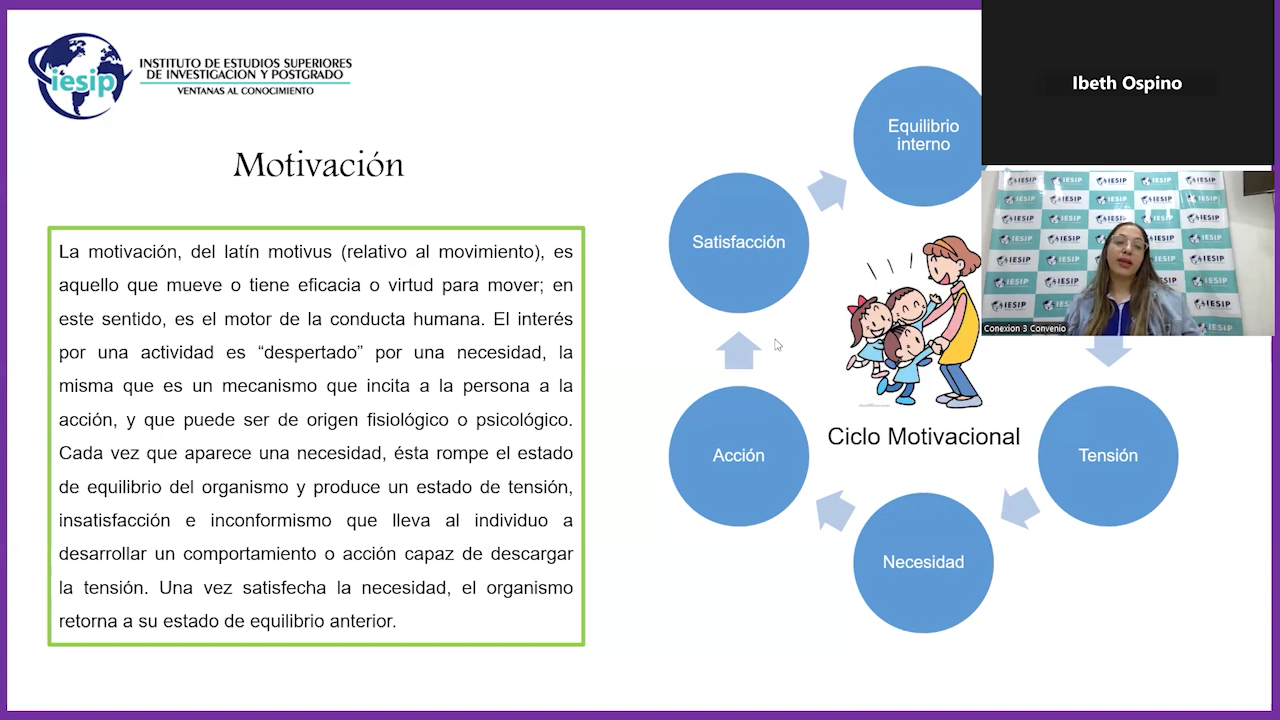 iesip
INSTITUTO DE ESTUDIOS SUPERIORES
DE INVESTIGACION Y POSTGRADO
VENTANAS AL CONOCIMIENTO
Motivación
La motivación, del latín motivus (relativo al movimiento), es
aquello que mueve o tiene eficacia o virtud para mover; en
este sentido, es el motor de la conducta humana. El interés
por una actividad es “despertado” por una necesidad, la
misma que es un mecanismo que incita a la persona a la
acción, y que puede ser de origen fisiológico o psicológico.
Cada vez que aparece una necesidad, ésta rompe el estado
de equilibrio del organismo y produce un estado de tensión,
insatisfacción e inconformismo que lleva al individuo a
desarrollar un comportamiento o acción capaz de descargar
la tensión. Una vez satisfecha la necesidad, el organismo
retorna a su estado de equilibrio anterior.
Equilibrio
interno
Satisfacción
Acción
Ciclo Motivacional
Tensión
Necesidad
Ibeth Ospino
IESIP IESIP IESIP IESIP IESIP
Conexion 3 Convenio